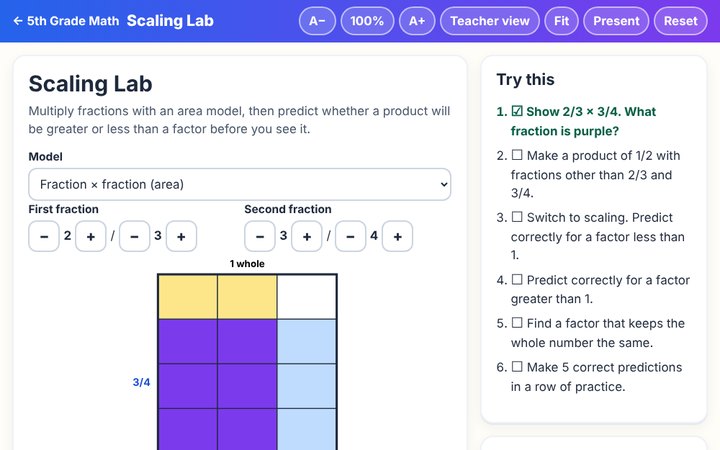 ← 5th Grade Math Scaling Lab A− 100% A+ Teacher view Fit Present Reset
Scaling Lab
Multiply fractions with an area model, then predict whether a product will
be greater or less than a factor before you see it.
Model
Fraction × fraction (area)
First fraction Second fraction
− 2 + / − 3 + − 3 + / − 4 +
1 whole
3/4
Try this
1. ☑ Show 2/3 × 3/4. What
fraction is purple?
2. ☐ Make a product of 1/2 with
fractions other than 2/3 and
3/4.
3. ☐ Switch to scaling. Predict
correctly for a factor less than
1.
4. ☐ Predict correctly for a factor
greater than 1.
5. ☐ Find a factor that keeps the
whole number the same.
6. ☐ Make 5 correct predictions
in a row of practice.